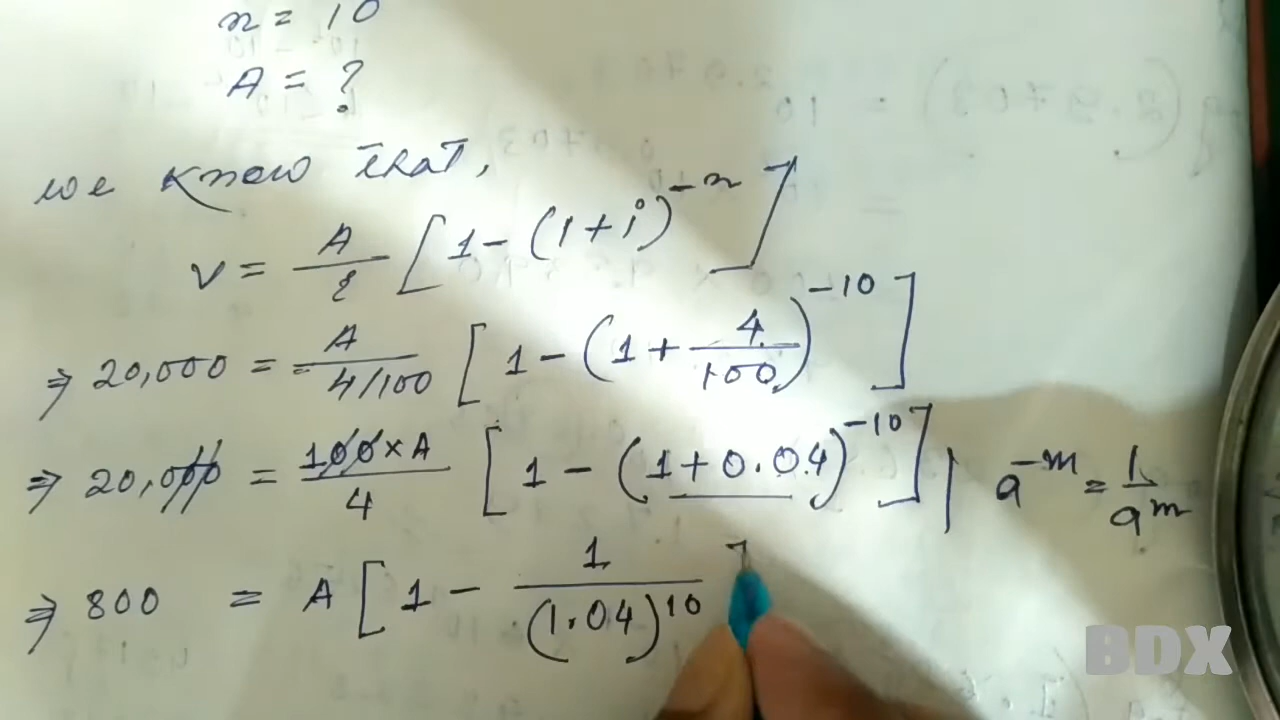 n = 10
A = ?
we know that,
v = A/i [1 - (1 + i)^-n]
⇒ 20,000 = A/(4/100) [1 - (1 + 4/100)^-10]
⇒ 20,000 = (100 × A)/4 [1 - (1 + 0.04)^-10] | a^-m = 1/a^m
⇒ 800 = A [1 - 1/(1.04)^10 ]
BDX